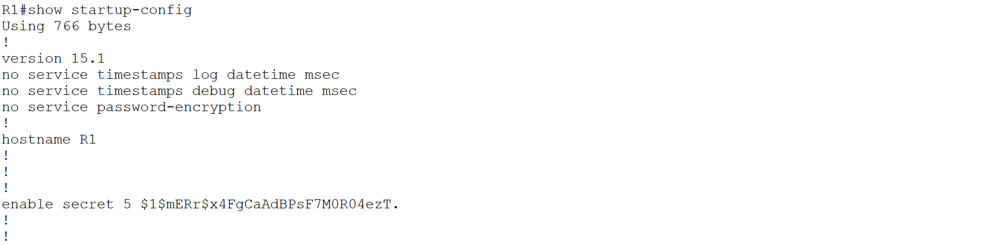 R1#show startup-config
Using 766 bytes
!
version 15.1
no service timestamps log datetime msec
no service timestamps debug datetime msec
no service password-encryption
!
hostname R1
!
!
!
enable secret 5 $1$mERr$x4FgCaAdBPsF7M0R04ezT.
!
!